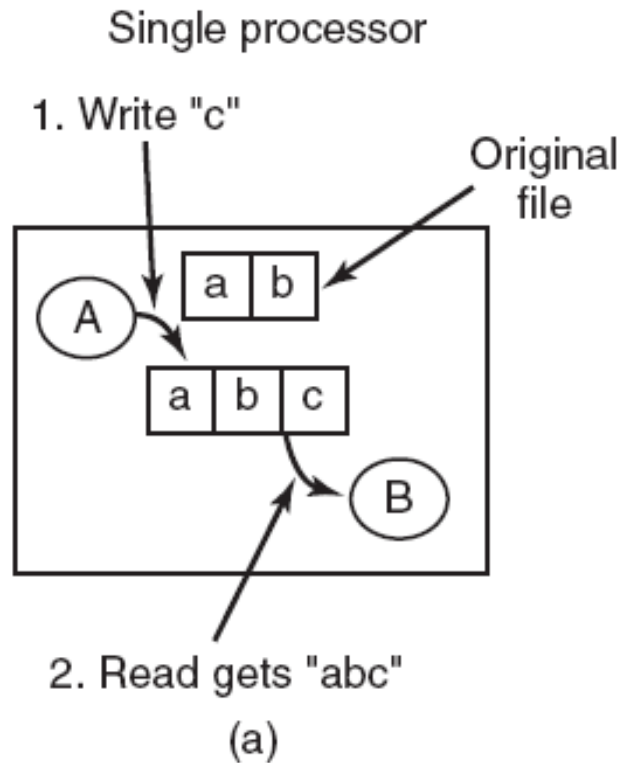 Single processor
1. Write "c"
Original
file
a b
A
a b c
B
2. Read gets "abc"
(a)